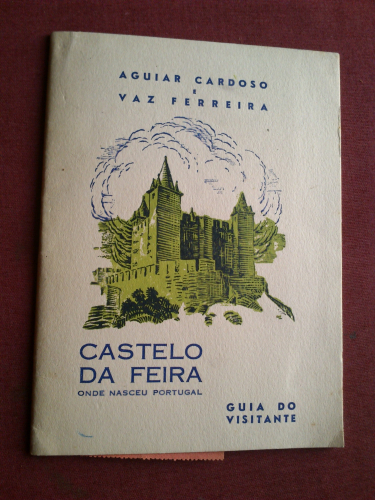 AGUIAR CARDOSO
E
VAZ FERREIRA
CASTELO
DA FEIRA
ONDE NASCEU PORTUGAL
GUIA DO
VISITANTE